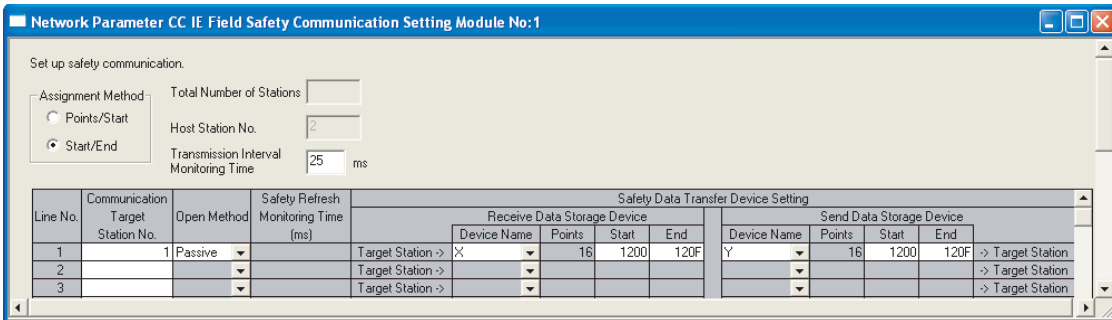 Network Parameter CC IE Field Safety Communication Setting Module No:1
Set up safety communication.
Assignment Method
Points/Start
Start/End
Total Number of Stations
Host Station No. 2
Transmission Interval Monitoring Time 25 ms
Line No. Communication Target Station No. Open Method Safety Refresh Monitoring Time (ms) Safety Data Transfer Device Setting
Receive Data Storage Device Send Data Storage Device
Device Name Points Start End Device Name Points Start End
1 1 Passive Target Station -> X 16 1200 120F Y 16 1200 120F -> Target Station
2 Target Station -> -> Target Station
3 Target Station -> -> Target Station